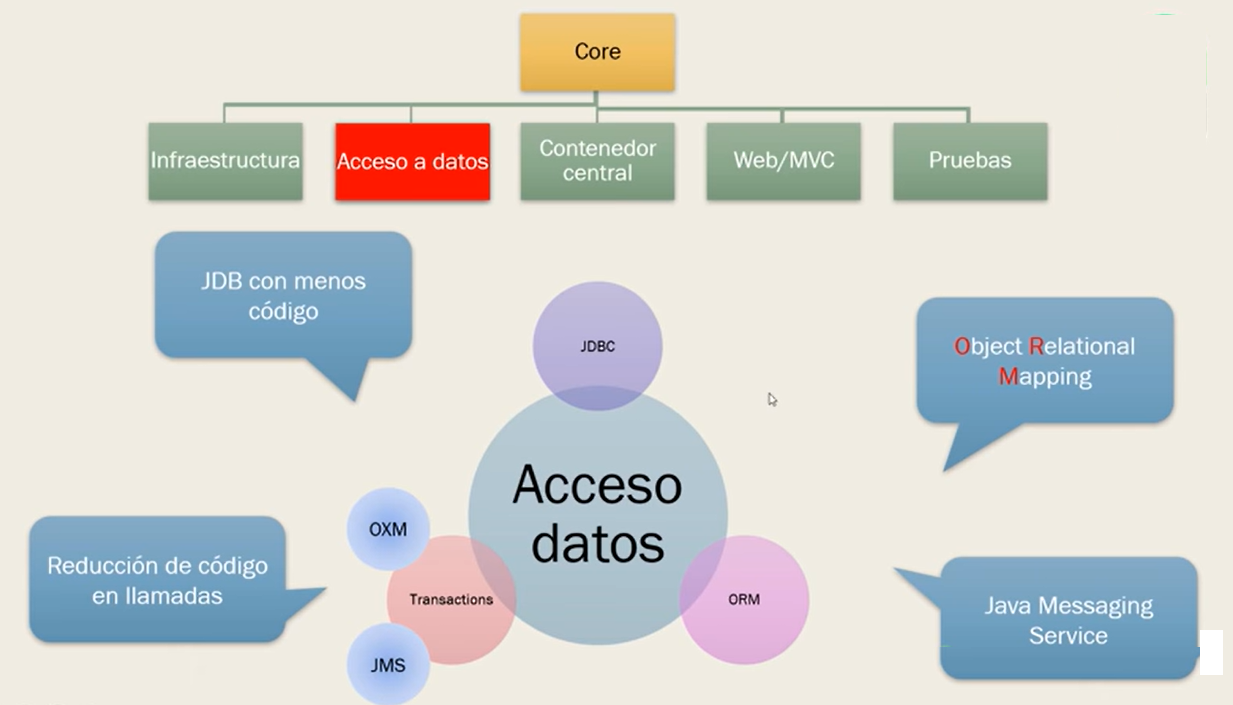 Core
Infraestructura
Acceso a datos
Contenedor
central
Web/MVC
Pruebas
JDB con menos
código
JDBC
Object Relational
Mapping
Acceso
datos
OXM
Reducción de código
en llamadas
Transactions
ORM
Java Messaging
Service
JMS